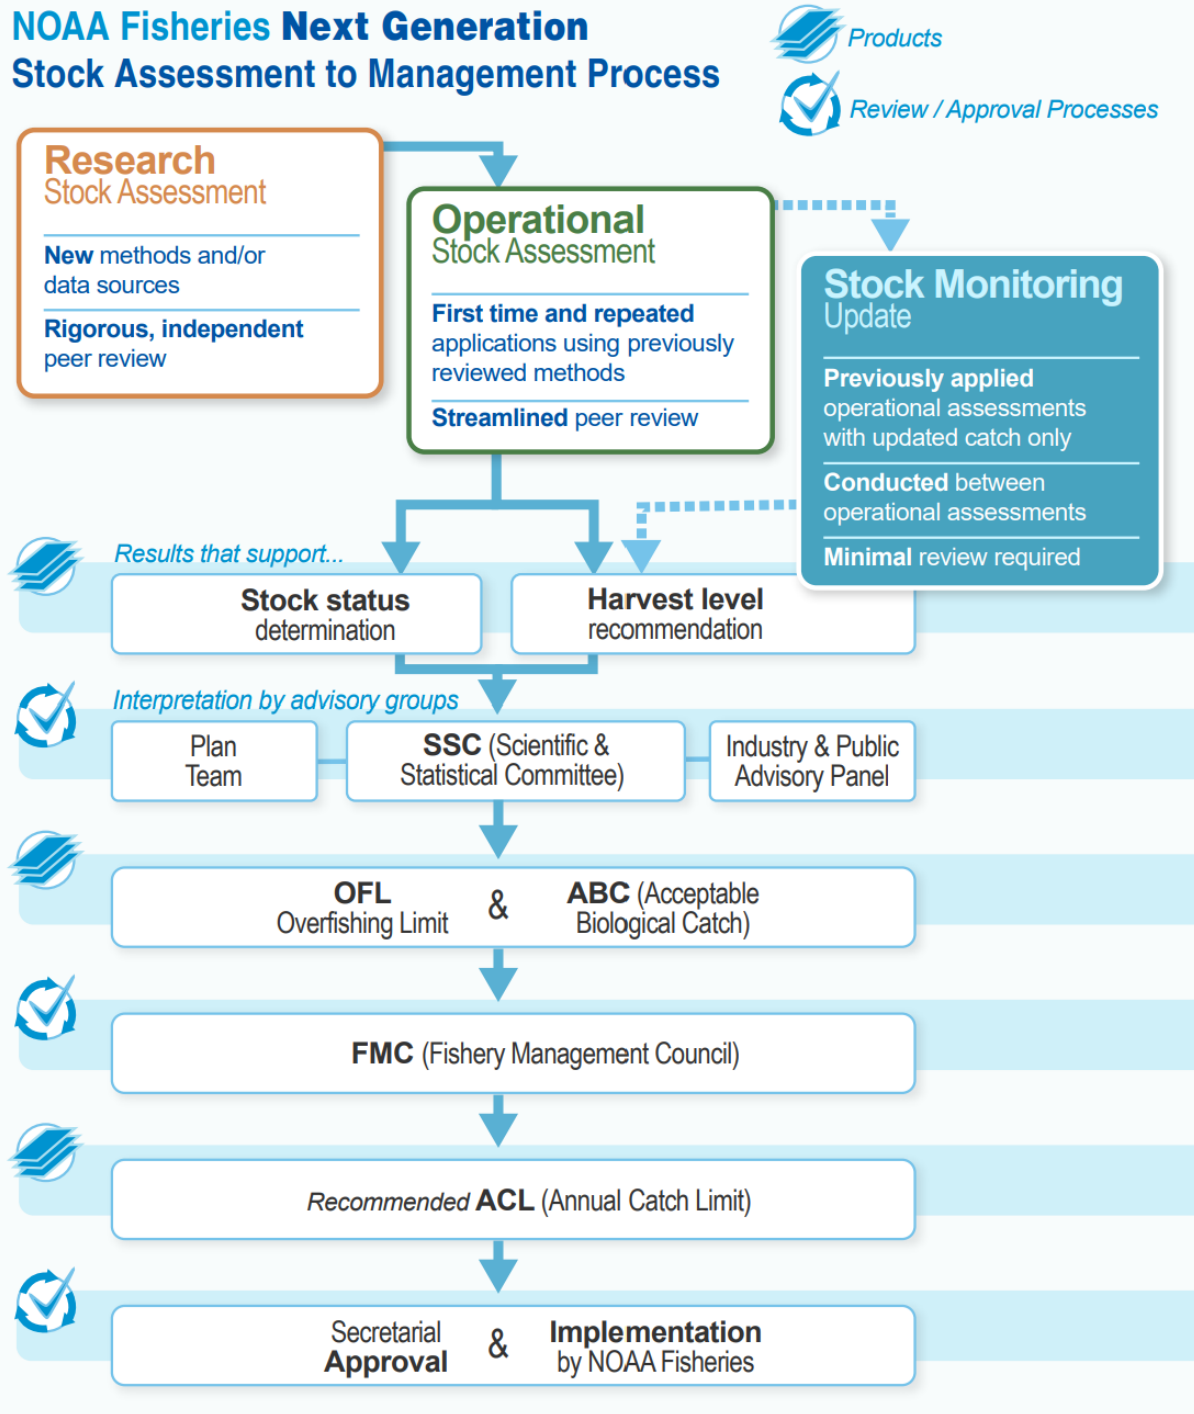 NOAA Fisheries Next Generation
Stock Assessment to Management Process
Products
Review / Approval Processes
Research
Stock Assessment
New methods and/or
data sources
Rigorous, independent
peer review
Operational
Stock Assessment
First time and repeated
applications using previously
reviewed methods
Streamlined peer review
Stock Monitoring
Update
Previously applied
operational assessments
with updated catch only
Conducted between
operational assessments
Minimal review required
Results that support...
Stock status
determination
Harvest level
recommendation
Interpretation by advisory groups
Plan
Team
SSC (Scientific &
Statistical Committee)
Industry & Public
Advisory Panel
OFL
Overfishing Limit
&
ABC (Acceptable
Biological Catch)
FMC (Fishery Management Council)
Recommended ACL (Annual Catch Limit)
Secretarial
Approval
&
Implementation
by NOAA Fisheries